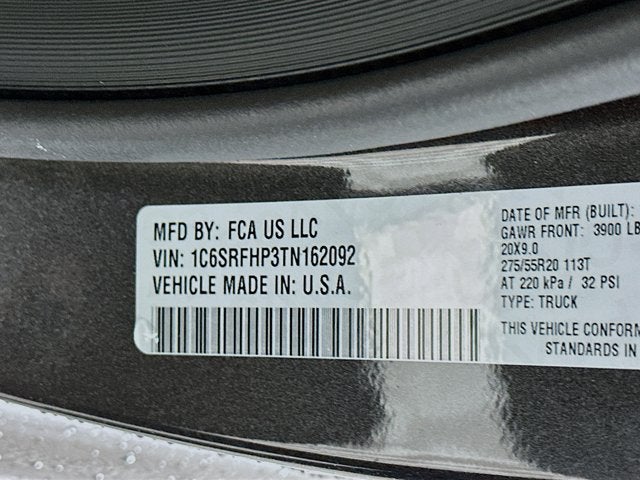 MFD BY: FCA US LLC
VIN: 1C6SRFHP3TN162092
VEHICLE MADE IN: U.S.A.
DATE OF MFR (BUILT):
GAWR FRONT: 3900 LB
20X9.0
275/55R20 113T
AT 220 kPa / 32 PSI
TYPE: TRUCK
THIS VEHICLE CONFORM
STANDARDS IN